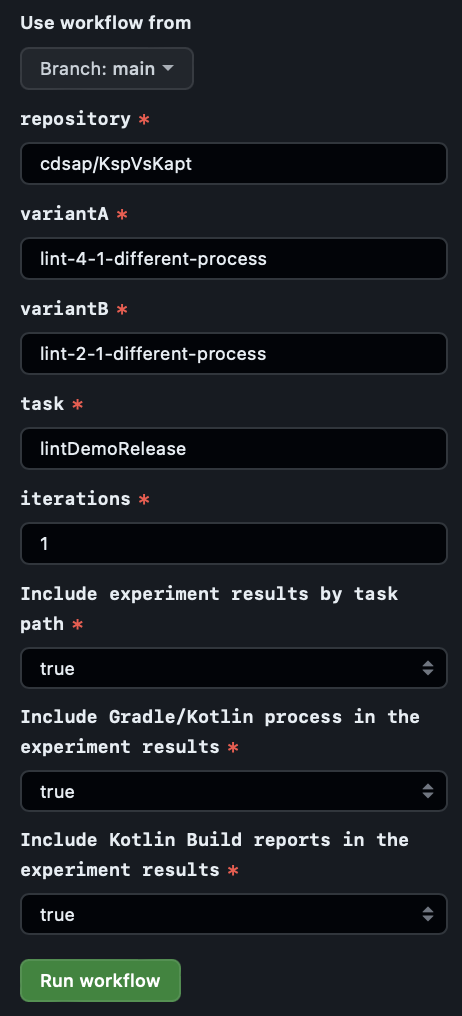 Use workflow from
Branch: main
repository *
cdsap/KspVsKapt
variantA *
lint-4-1-different-process
variantB *
lint-2-1-different-process
task *
lintDemoRelease
iterations *
1
Include experiment results by task
path *
true
Include Gradle/Kotlin process in the
experiment results *
true
Include Kotlin Build reports in the
experiment results *
true
Run workflow